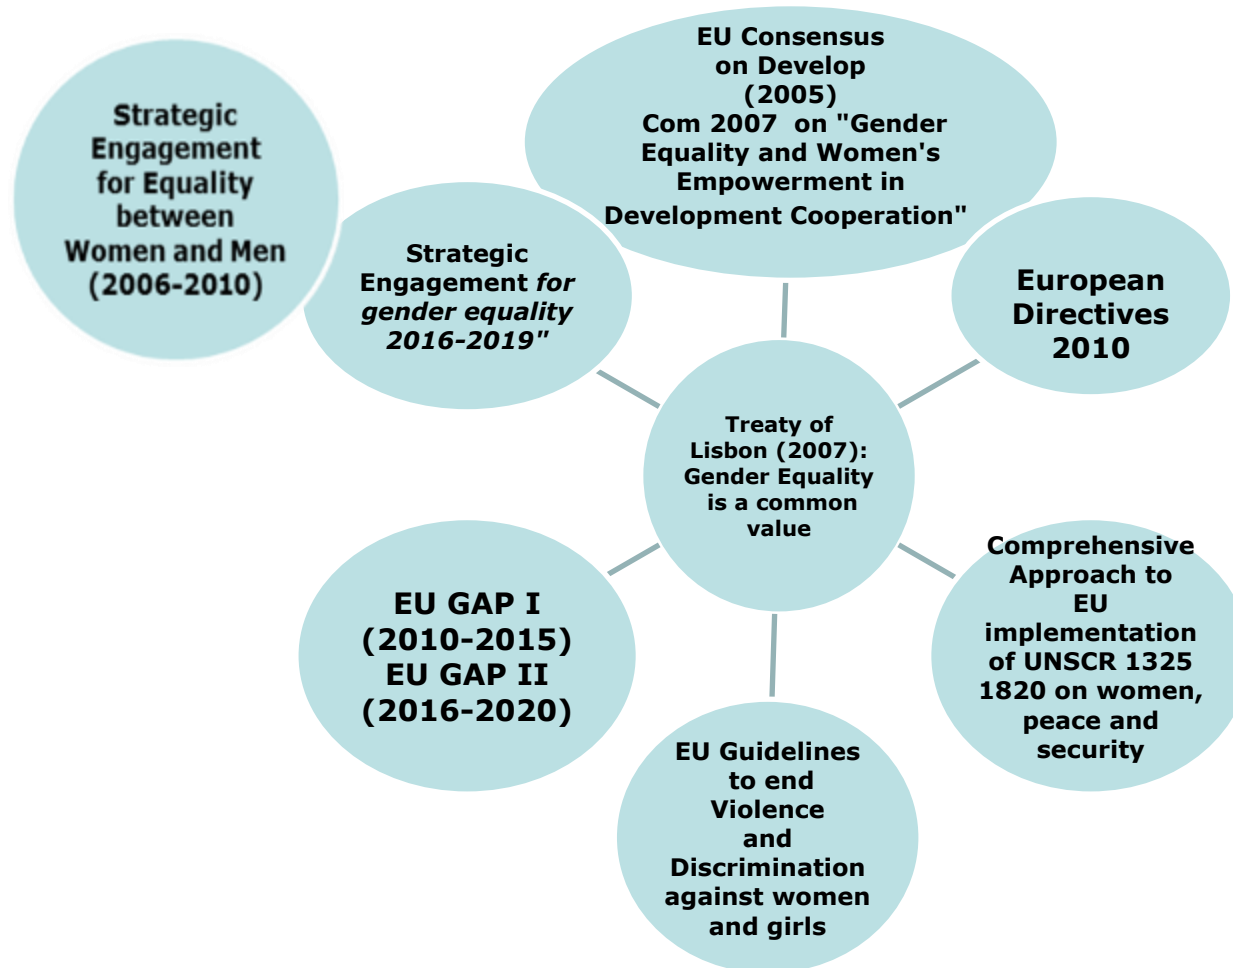 EU Consensus
on Develop
(2005)
Com 2007 on "Gender
Equality and Women's
Empowerment in
Development Cooperation"
Strategic
Engagement
for Equality
between
Women and Men
(2006-2010)
Strategic
Engagement for
gender equality
2016-2019"
European
Directives
2010
Treaty of
Lisbon (2007):
Gender Equality
is a common
value
EU GAP I
(2010-2015)
EU GAP II
(2016-2020)
Comprehensive
Approach to
EU
implementation
of UNSCR 1325
1820 on women,
peace and
security
EU Guidelines
to end
Violence
and
Discrimination
against women
and girls